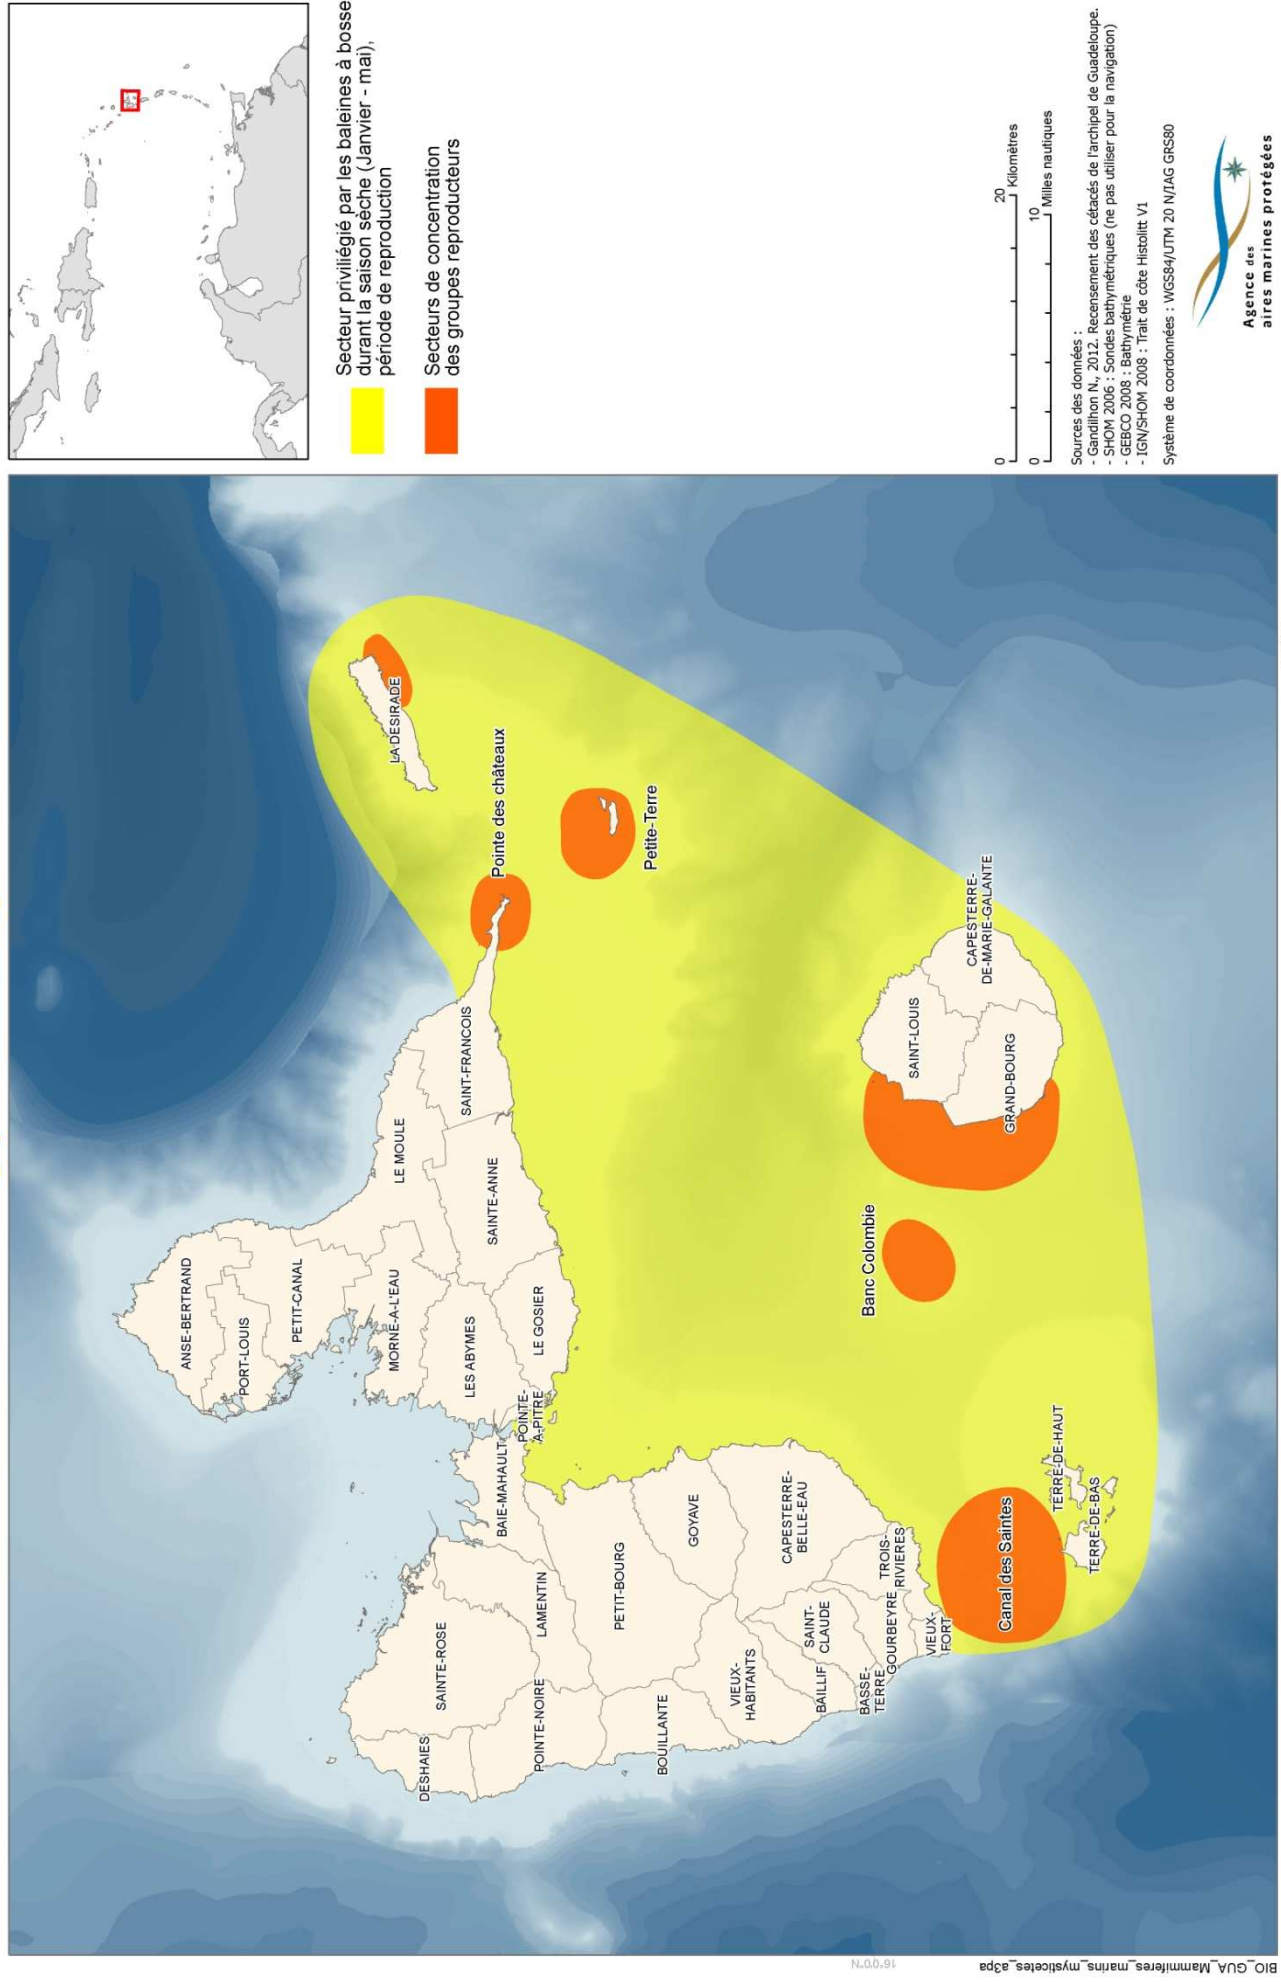 ANSE-BERTRAND
PORT-LOUIS
PETIT-CANAL
MORNE-A-L'EAU
LE MOULE
LES ABYMES
SAINTE-ANNE
SAINT-FRANCOIS
LE GOSIER
POINTE-
A-PITRE
BAIE-MAHAULT
LAMENTIN
SAINTE-ROSE
DESHAIES
POINTE-NOIRE
PETIT-BOURG
BOUILLANTE
GOYAVE
VIEUX-
HABITANTS
CAPESTERRE-
BELLE-EAU
SAINT-
CLAUDE
BAILLIF
BASSE-
TERRE
GOURBEYRE
TROIS-
RIVIERES
VIEUX-
FORT
Canal des Saintes
TERRE-DE-HAUT
TERRE-DE-BAS
Banc Colombie
SAINT-LOUIS
GRAND-BOURG
CAPESTERRE-
DE-MARIE-GALANTE
LA DESIRADE
Pointe des châteaux
Petite-Terre
Secteur priviliégié par les baleines à bosse
durant la saison sèche (Janvier - mai),
période de reproduction
Secteurs de concentration
des groupes reproducteurs
0 20
Kilomètres
0 10
Milles nautiques
Sources des données :
- Gandilhon N., 2012. Recensement des cétacés de l'archipel de Guadeloupe.
- SHOM 2006 : Sondes bathymétriques (ne pas utiliser pour la navigation)
- GEBCO 2008 : Bathymétrie
- IGN/SHOM 2008 : Trait de côte Histolitt V1
Système de coordonnées : WGS84/UTM 20 N/IAG GRS80
Agence des
aires marines protégées
16°0'0"N
BIO_GUA_Mammiferes_marins_mysticetes_a3pa